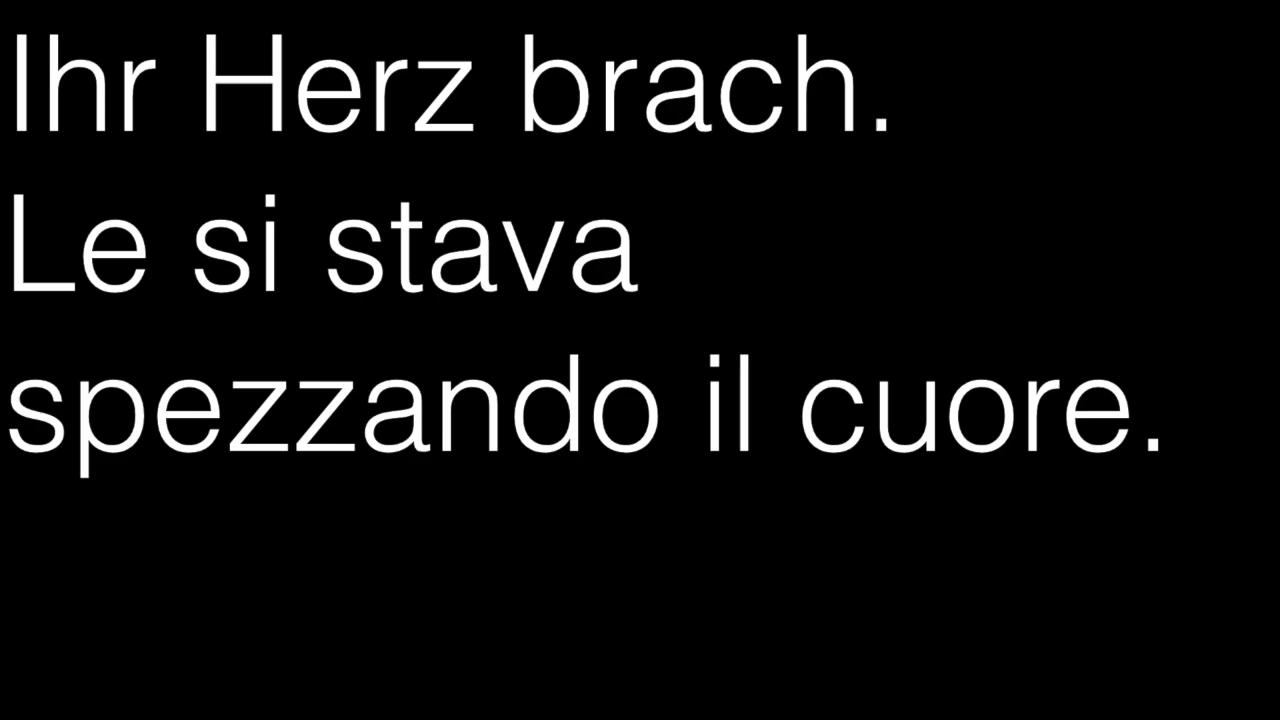 Ihr Herz brach.
Le si stava
spezzando il cuore.